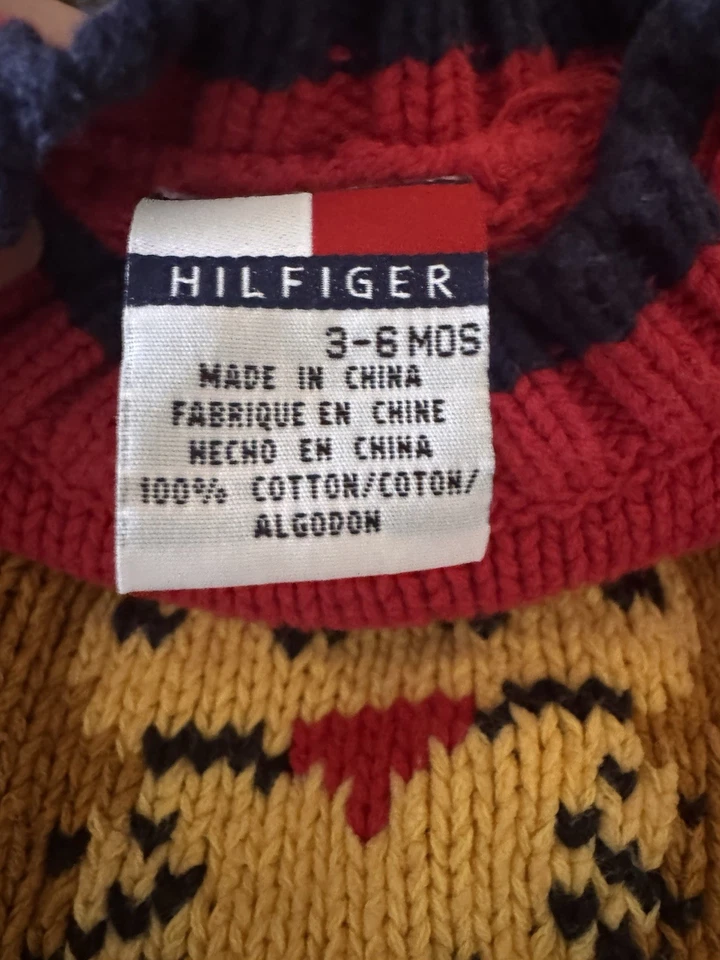 HILFIGER
3-6 MOS
MADE IN CHINA
FABRIQUE EN CHINE
HECHO EN CHINA
100% COTTON/COTON/
ALGODON